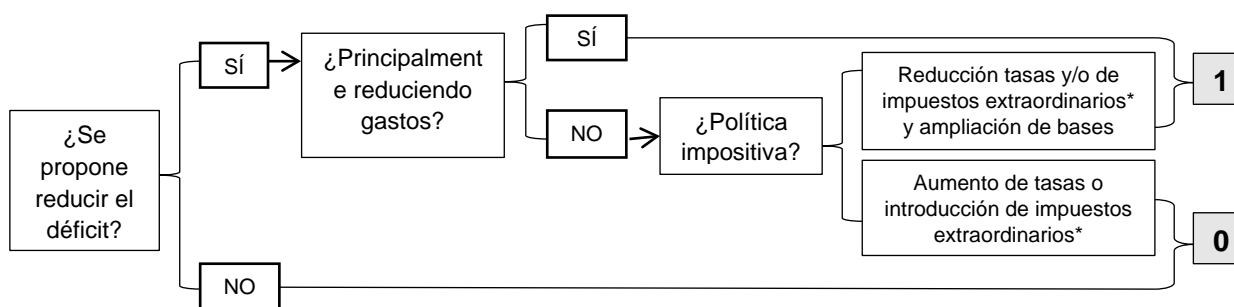 ¿Se
propone
reducir el
déficit?
SÍ
¿Principalment
e reduciendo
gastos?
SÍ
NO
¿Política
impositiva?
Reducción tasas y/o de
impuestos extraordinarios*
y ampliación de bases
1
Aumento de tasas o
introducción de impuestos
extraordinarios*
0
NO